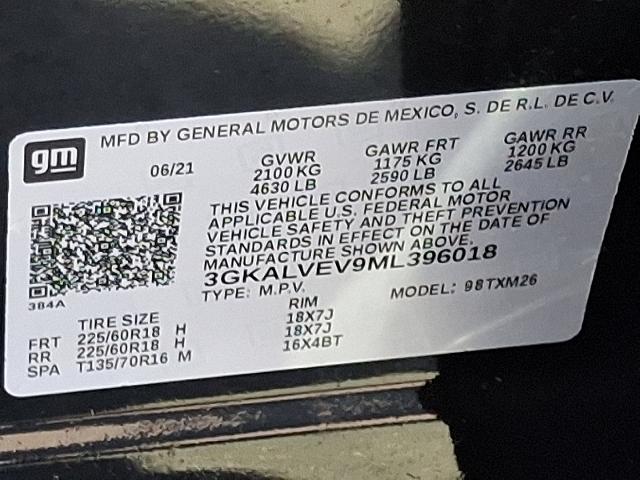 gm
MFD BY GENERAL MOTORS DE MEXICO, S. DE R.L. DE C.V.
06/21 GVWR GAWR FRT GAWR RR
2100 KG 1175 KG 1200 KG
4630 LB 2590 LB 2645 LB
THIS VEHICLE CONFORMS TO ALL
APPLICABLE U.S. FEDERAL MOTOR
VEHICLE SAFETY AND THEFT PREVENTION
STANDARDS IN EFFECT ON THE DATE OF
MANUFACTURE SHOWN ABOVE.
3GKALVEV9ML396018
384A
TYPE: M.P.V. MODEL: 98TXM26
TIRE SIZE RIM
FRT 225/60R18 H 18X7J
RR 225/60R18 H 18X7J
SPA T135/70R16 M 16X4BT